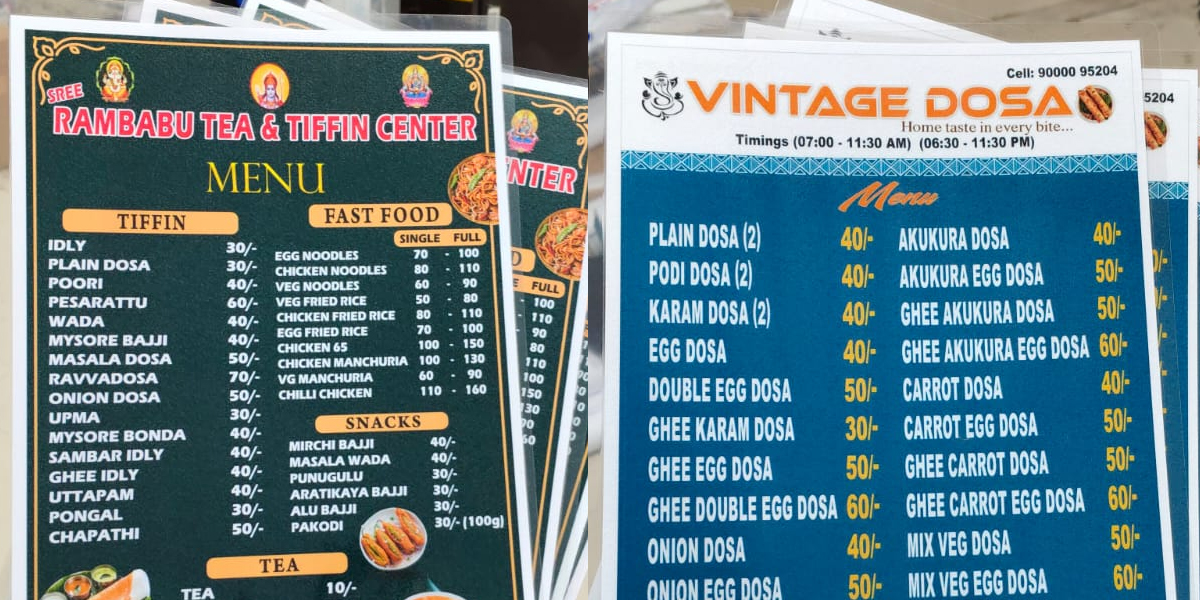 SREE
RAMBABU TEA & TIFFIN CENTER
MENU
TIFFIN
IDLY 30/-
PLAIN DOSA 30/-
POORI 40/-
PESARATTU 60/-
WADA 40/-
MYSORE BAJJI 40/-
MASALA DOSA 50/-
RAVVADOSA 70/-
ONION DOSA 50/-
UPMA 30/-
MYSORE BONDA 40/-
SAMBAR IDLY 40/-
GHEE IDLY 40/-
UTTAPAM 40/-
PONGAL 30/-
CHAPATHI 50/-
FAST FOOD
SINGLE FULL
EGG NOODLES 70 - 100
CHICKEN NOODLES 80 - 110
VEG NOODLES 60 - 90
VEG FRIED RICE 50 - 80
CHICKEN FRIED RICE 80 - 110
EGG FRIED RICE 70 - 100
CHICKEN 65 100 - 150
CHICKEN MANCHURIA 100 - 130
VG MANCHURIA 60 - 90
CHILLI CHICKEN 110 - 160
SNACKS
MIRCHI BAJJI 40/-
MASALA WADA 40/-
PUNUGULU 30/-
ARATIKAYA BAJJI 30/-
ALU BAJJI 30/-
PAKODI 30/- (100g)
TEA
TEA 10/-
NTER
FULL
- 100
- 110
- 90
80
110
100
150
130
Cell: 90000 95204
VINTAGE DOSA
Home taste in every bite...
Timings (07:00 - 11:30 AM) (06:30 - 11:30 PM)
Menu
PLAIN DOSA (2) 40/-
PODI DOSA (2) 40/-
KARAM DOSA (2) 40/-
EGG DOSA 40/-
DOUBLE EGG DOSA 50/-
GHEE KARAM DOSA 30/-
GHEE EGG DOSA 50/-
GHEE DOUBLE EGG DOSA 60/-
ONION DOSA 40/-
ONION EGG DOSA 50/-
AKUKURA DOSA 40/-
AKUKURA EGG DOSA 50/-
GHEE AKUKURA DOSA 50/-
GHEE AKUKURA EGG DOSA 60/-
CARROT DOSA 40/-
CARROT EGG DOSA 50/-
GHEE CARROT DOSA 50/-
GHEE CARROT EGG DOSA 60/-
MIX VEG DOSA 50/-
MIX VEG EGG DOSA 60/-
5204